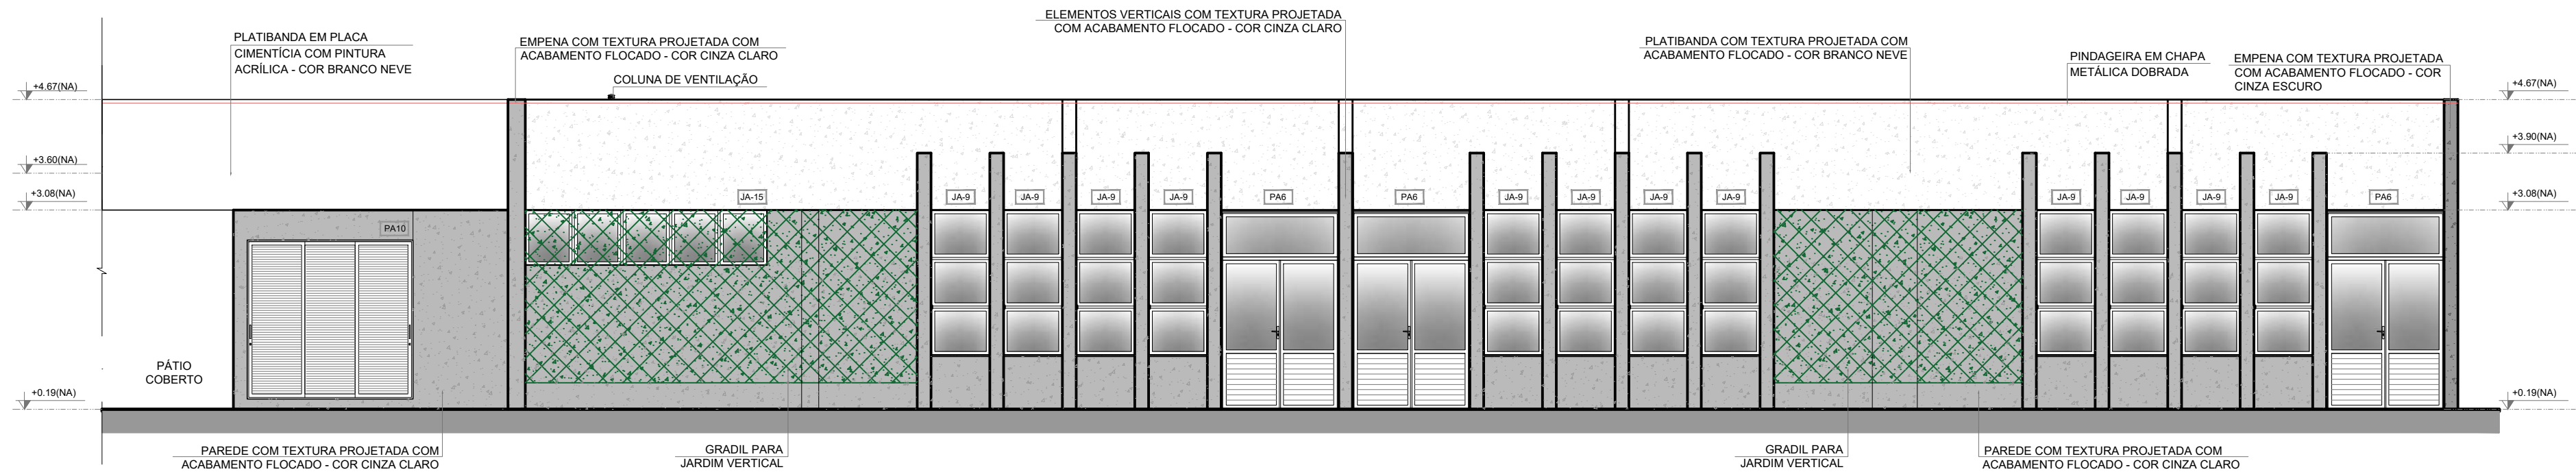 ELEMENTOS VERTICAIS COM TEXTURA PROJETADA
COM ACABAMENTO FLOCADO - COR CINZA CLARO
PLATIBANDA EM PLACA
CIMENTÍCIA COM PINTURA
ACRÍLICA - COR BRANCO NEVE
EMPENA COM TEXTURA PROJETADA COM
ACABAMENTO FLOCADO - COR CINZA CLARO
COLUNA DE VENTILAÇÃO
PLATIBANDA COM TEXTURA PROJETADA COM
ACABAMENTO FLOCADO - COR BRANCO NEVE
PINDAGEIRA EM CHAPA
METÁLICA DOBRADA
EMPENA COM TEXTURA PROJETADA
COM ACABAMENTO FLOCADO - COR
CINZA ESCURO
+4.67(NA)
+4.67(NA)
+3.90(NA)
+3.60(NA)
+3.08(NA)
+3.08(NA)
JA-15
JA-9
JA-9
JA-9
JA-9
PA6
PA6
JA-9
JA-9
JA-9
JA-9
JA-9
JA-9
JA-9
JA-9
PA6
PA10
PÁTIO
COBERTO
+0.19(NA)
+0.19(NA)
PAREDE COM TEXTURA PROJETADA COM
ACABAMENTO FLOCADO - COR CINZA CLARO
GRADIL PARA
JARDIM VERTICAL
GRADIL PARA
JARDIM VERTICAL
PAREDE COM TEXTURA PROJETADA COM
ACABAMENTO FLOCADO - COR CINZA CLARO